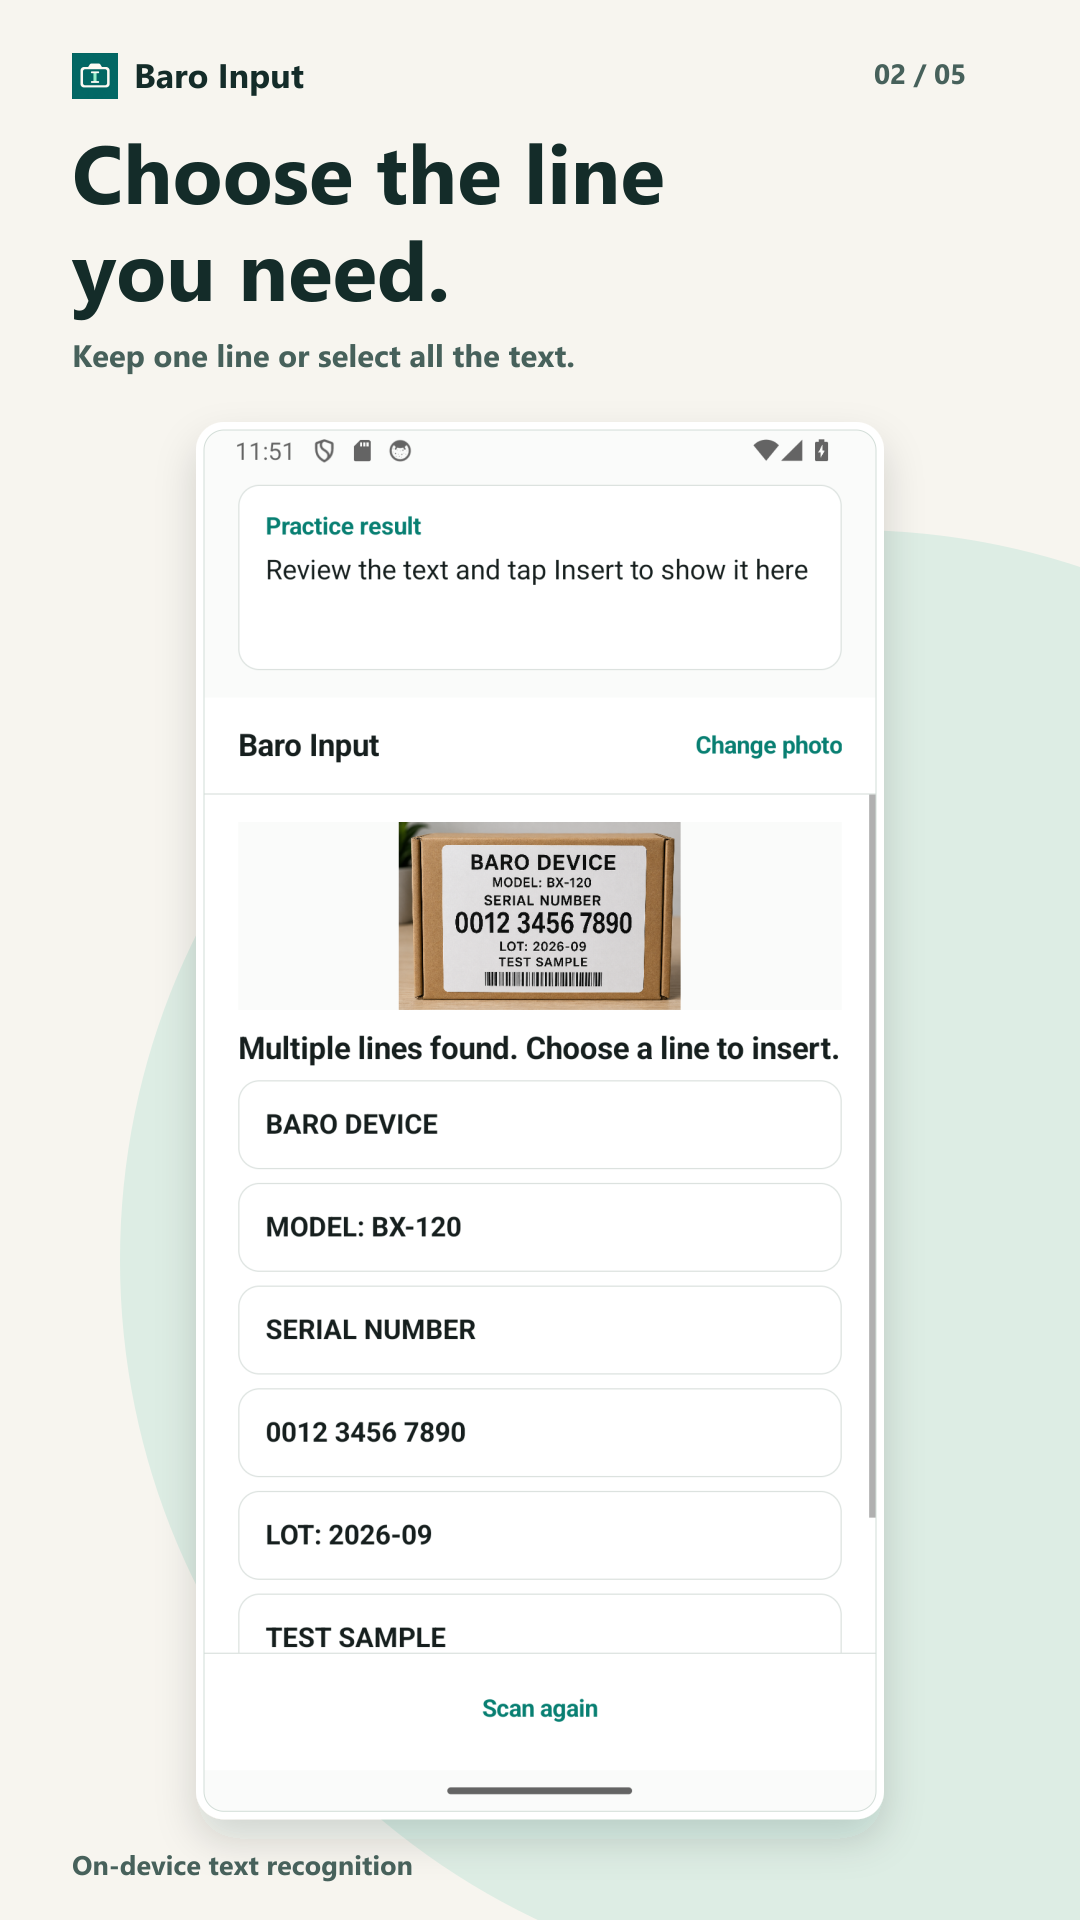 Baro Input
02 / 05
Choose the line
you need.
Keep one line or select all the text.
11:51
Practice result
Review the text and tap Insert to show it here
Baro Input
Change photo
BARO DEVICE
MODEL: BX-120
SERIAL NUMBER
0012 3456 7890
LOT: 2026-09
TEST SAMPLE
Multiple lines found. Choose a line to insert.
BARO DEVICE
MODEL: BX-120
SERIAL NUMBER
0012 3456 7890
LOT: 2026-09
TEST SAMPLE
Scan again
On-device text recognition